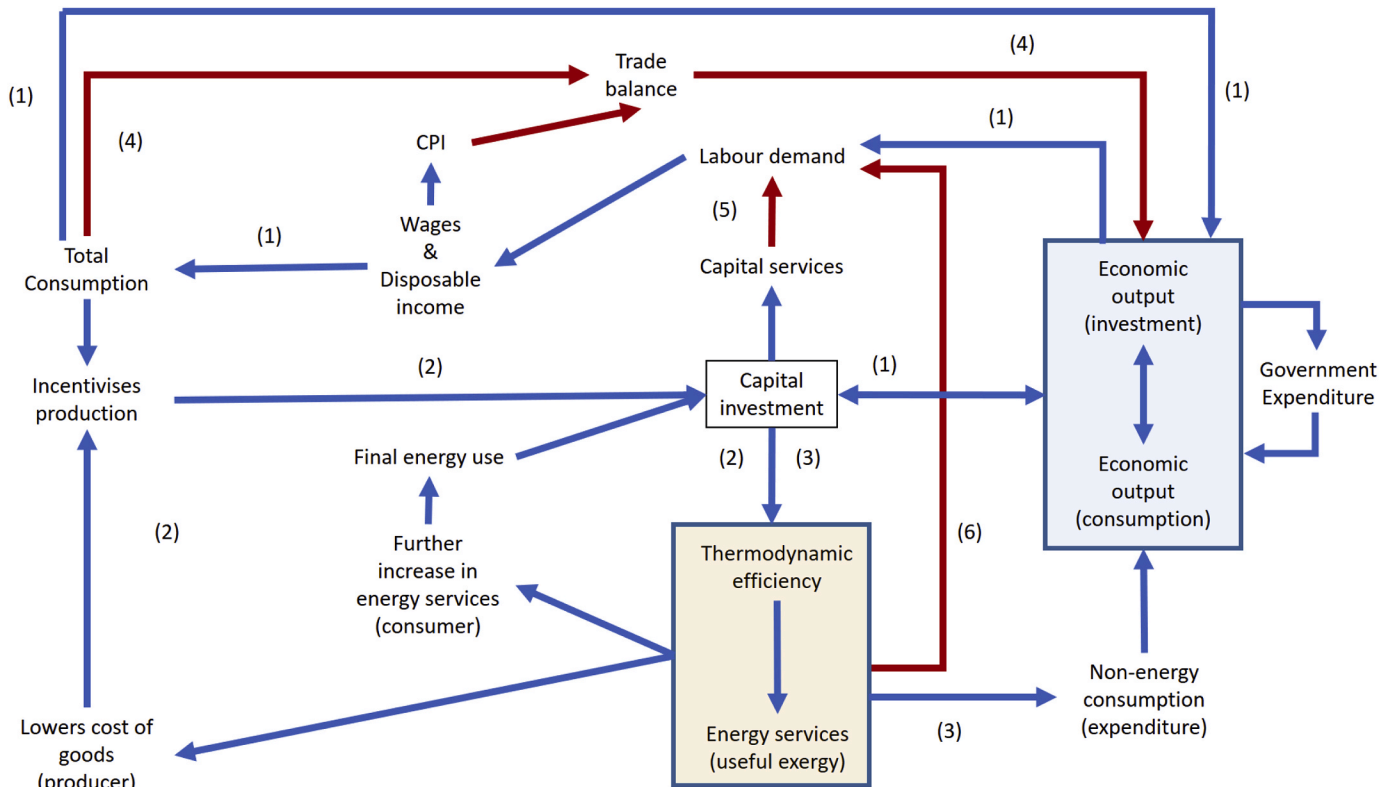 (1)
(4)
Trade
balance
(4)
(1)
(1)
CPI
Labour demand
(5)
Wages
&
Disposable
income
(1)
Total
Consumption
Capital services
Economic
output
(investment)
Government
Expenditure
Incentivises
production
(2)
Capital
investment
(1)
Final energy use
(2)
(3)
Economic
output
(consumption)
(2)
Further
increase in
energy services
(consumer)
Thermodynamic
efficiency
(6)
Lowers cost of
goods
(producer)
Energy services
(useful exergy)
(3)
Non-energy
consumption
(expenditure)